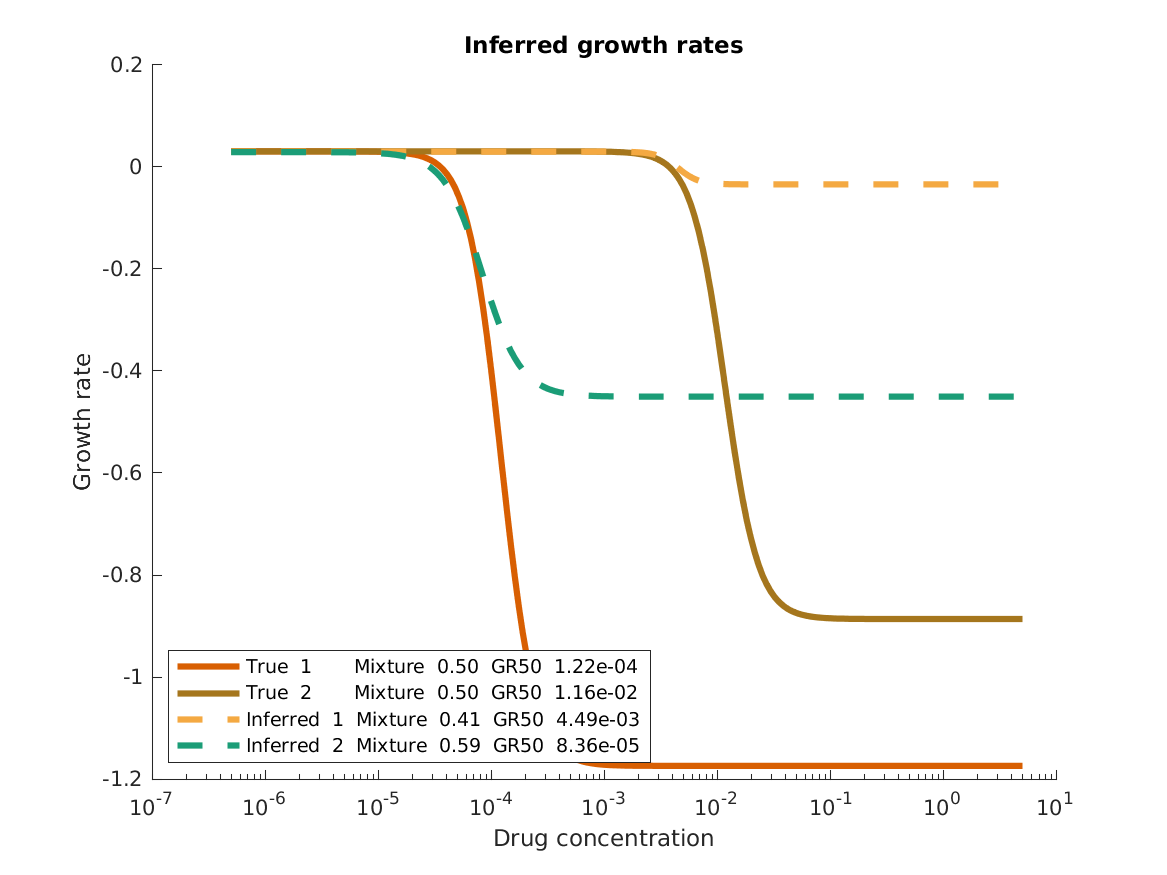 Inferred growth rates
0.2
0
-0.2
-0.4
-0.6
-0.8
-1
-1.2
Growth rate
True 1 Mixture 0.50 GR50 1.22e-04
True 2 Mixture 0.50 GR50 1.16e-02
Inferred 1 Mixture 0.41 GR50 4.49e-03
Inferred 2 Mixture 0.59 GR50 8.36e-05
10^-7 10^-6 10^-5 10^-4 10^-3 10^-2 10^-1 10^0 10^1
Drug concentration